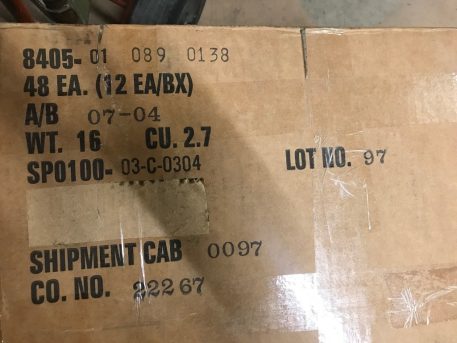 8405-01 089 0138
48 EA. (12 EA/BX)
A/B 07-04
WT. 16 CU. 2.7
SP0100-03-C-0304
LOT NO. 97
SHIPMENT CAB 0097
CO. NO. 22267